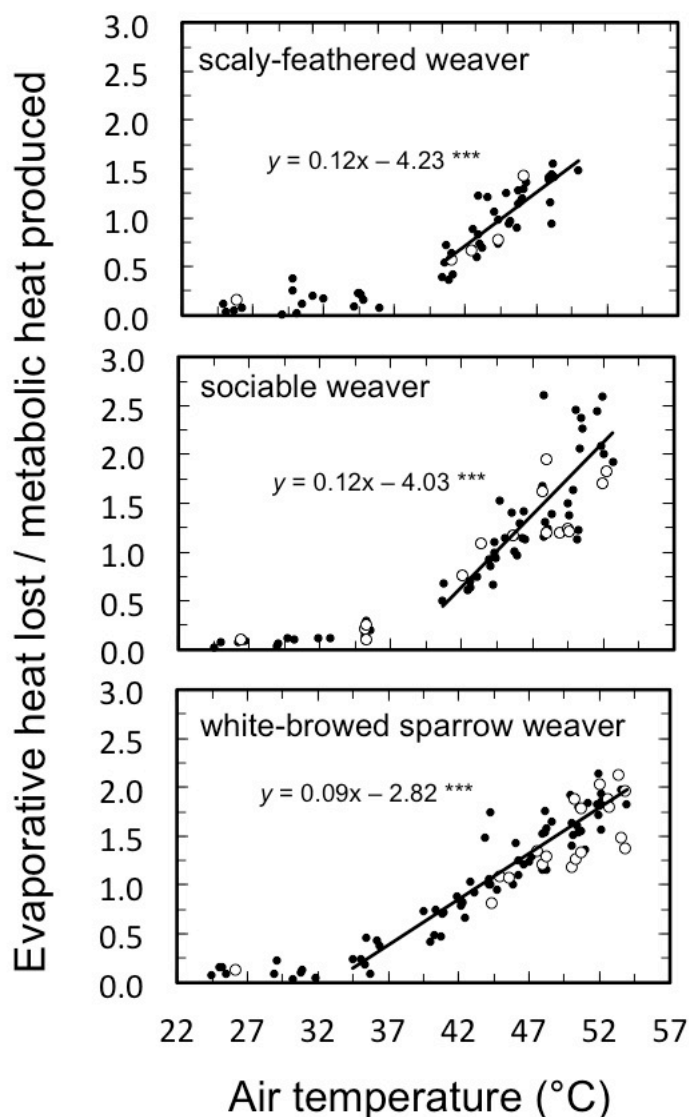 Evaporative heat lost / metabolic heat produced
3.0
scaly-feathered weaver
2.5
2.0
y = 0.12x – 4.23 ***
1.5
1.0
0.5
0.0
3.0
sociable weaver
2.5
2.0
y = 0.12x – 4.03 ***
1.5
1.0
0.5
0.0
3.0
white-browed sparrow weaver
2.5
2.0
y = 0.09x – 2.82 ***
1.5
1.0
0.5
0.0
22 27 32 37 42 47 52 57
Air temperature (°C)